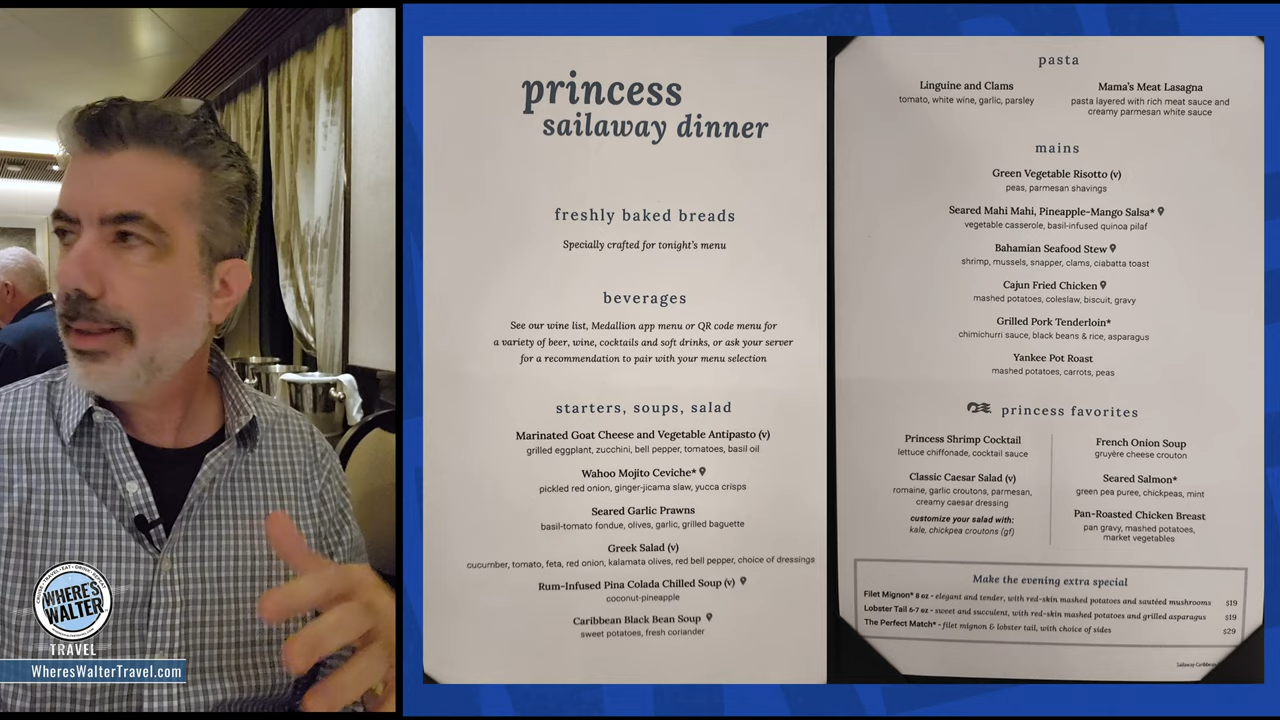 CRUISE • TRAVEL • EAT • DRINK • REPEAT
WHERE'S
WALTER
TRAVEL
WheresWalterTravel.com
princess
sailaway dinner
freshly baked breads
Specially crafted for tonight's menu
beverages
See our wine list, Medallion app menu or QR code menu for
a variety of beer, wine, cocktails and soft drinks, or ask your server
for a recommendation to pair with your menu selection
starters, soups, salad
Marinated Goat Cheese and Vegetable Antipasto (v)
grilled eggplant, zucchini, bell pepper, tomatoes, basil oil
Wahoo Mojito Ceviche*
pickled red onion, ginger-jicama slaw, yucca crisps
Seared Garlic Prawns
basil-tomato fondue, olives, garlic, grilled baguette
Greek Salad (v)
cucumber, tomato, feta, red onion, kalamata olives, red bell pepper, choice of dressings
Rum-Infused Pina Colada Chilled Soup (v)
coconut-pineapple
Caribbean Black Bean Soup
sweet potatoes, fresh coriander
pasta
Linguine and Clams
tomato, white wine, garlic, parsley
Mama's Meat Lasagna
pasta layered with rich meat sauce and
creamy parmesan white sauce
mains
Green Vegetable Risotto (v)
peas, parmesan shavings
Seared Mahi Mahi, Pineapple-Mango Salsa*
vegetable casserole, basil-infused quinoa pilaf
Bahamian Seafood Stew
shrimp, mussels, snapper, clams, ciabatta toast
Cajun Fried Chicken
mashed potatoes, coleslaw, biscuit, gravy
Grilled Pork Tenderloin*
chimichurri sauce, black beans & rice, asparagus
Yankee Pot Roast
mashed potatoes, carrots, peas
princess favorites
Princess Shrimp Cocktail
lettuce chiffonade, cocktail sauce
Classic Caesar Salad (v)
romaine, garlic croutons, parmesan,
creamy caesar dressing
customize your salad with:
kale, chickpea croutons (gf)
French Onion Soup
gruyère cheese crouton
Seared Salmon*
green pea puree, chickpeas, mint
Pan-Roasted Chicken Breast
pan gravy, mashed potatoes,
market vegetables
Make the evening extra special
Filet Mignon* 8 oz - elegant and tender, with red-skin mashed potatoes and sautéed mushrooms $19
Lobster Tail 6-7 oz - sweet and succulent, with red-skin mashed potatoes and grilled asparagus $19
The Perfect Match* - filet mignon & lobster tail, with choice of sides $29
Sailaway-Caribbean